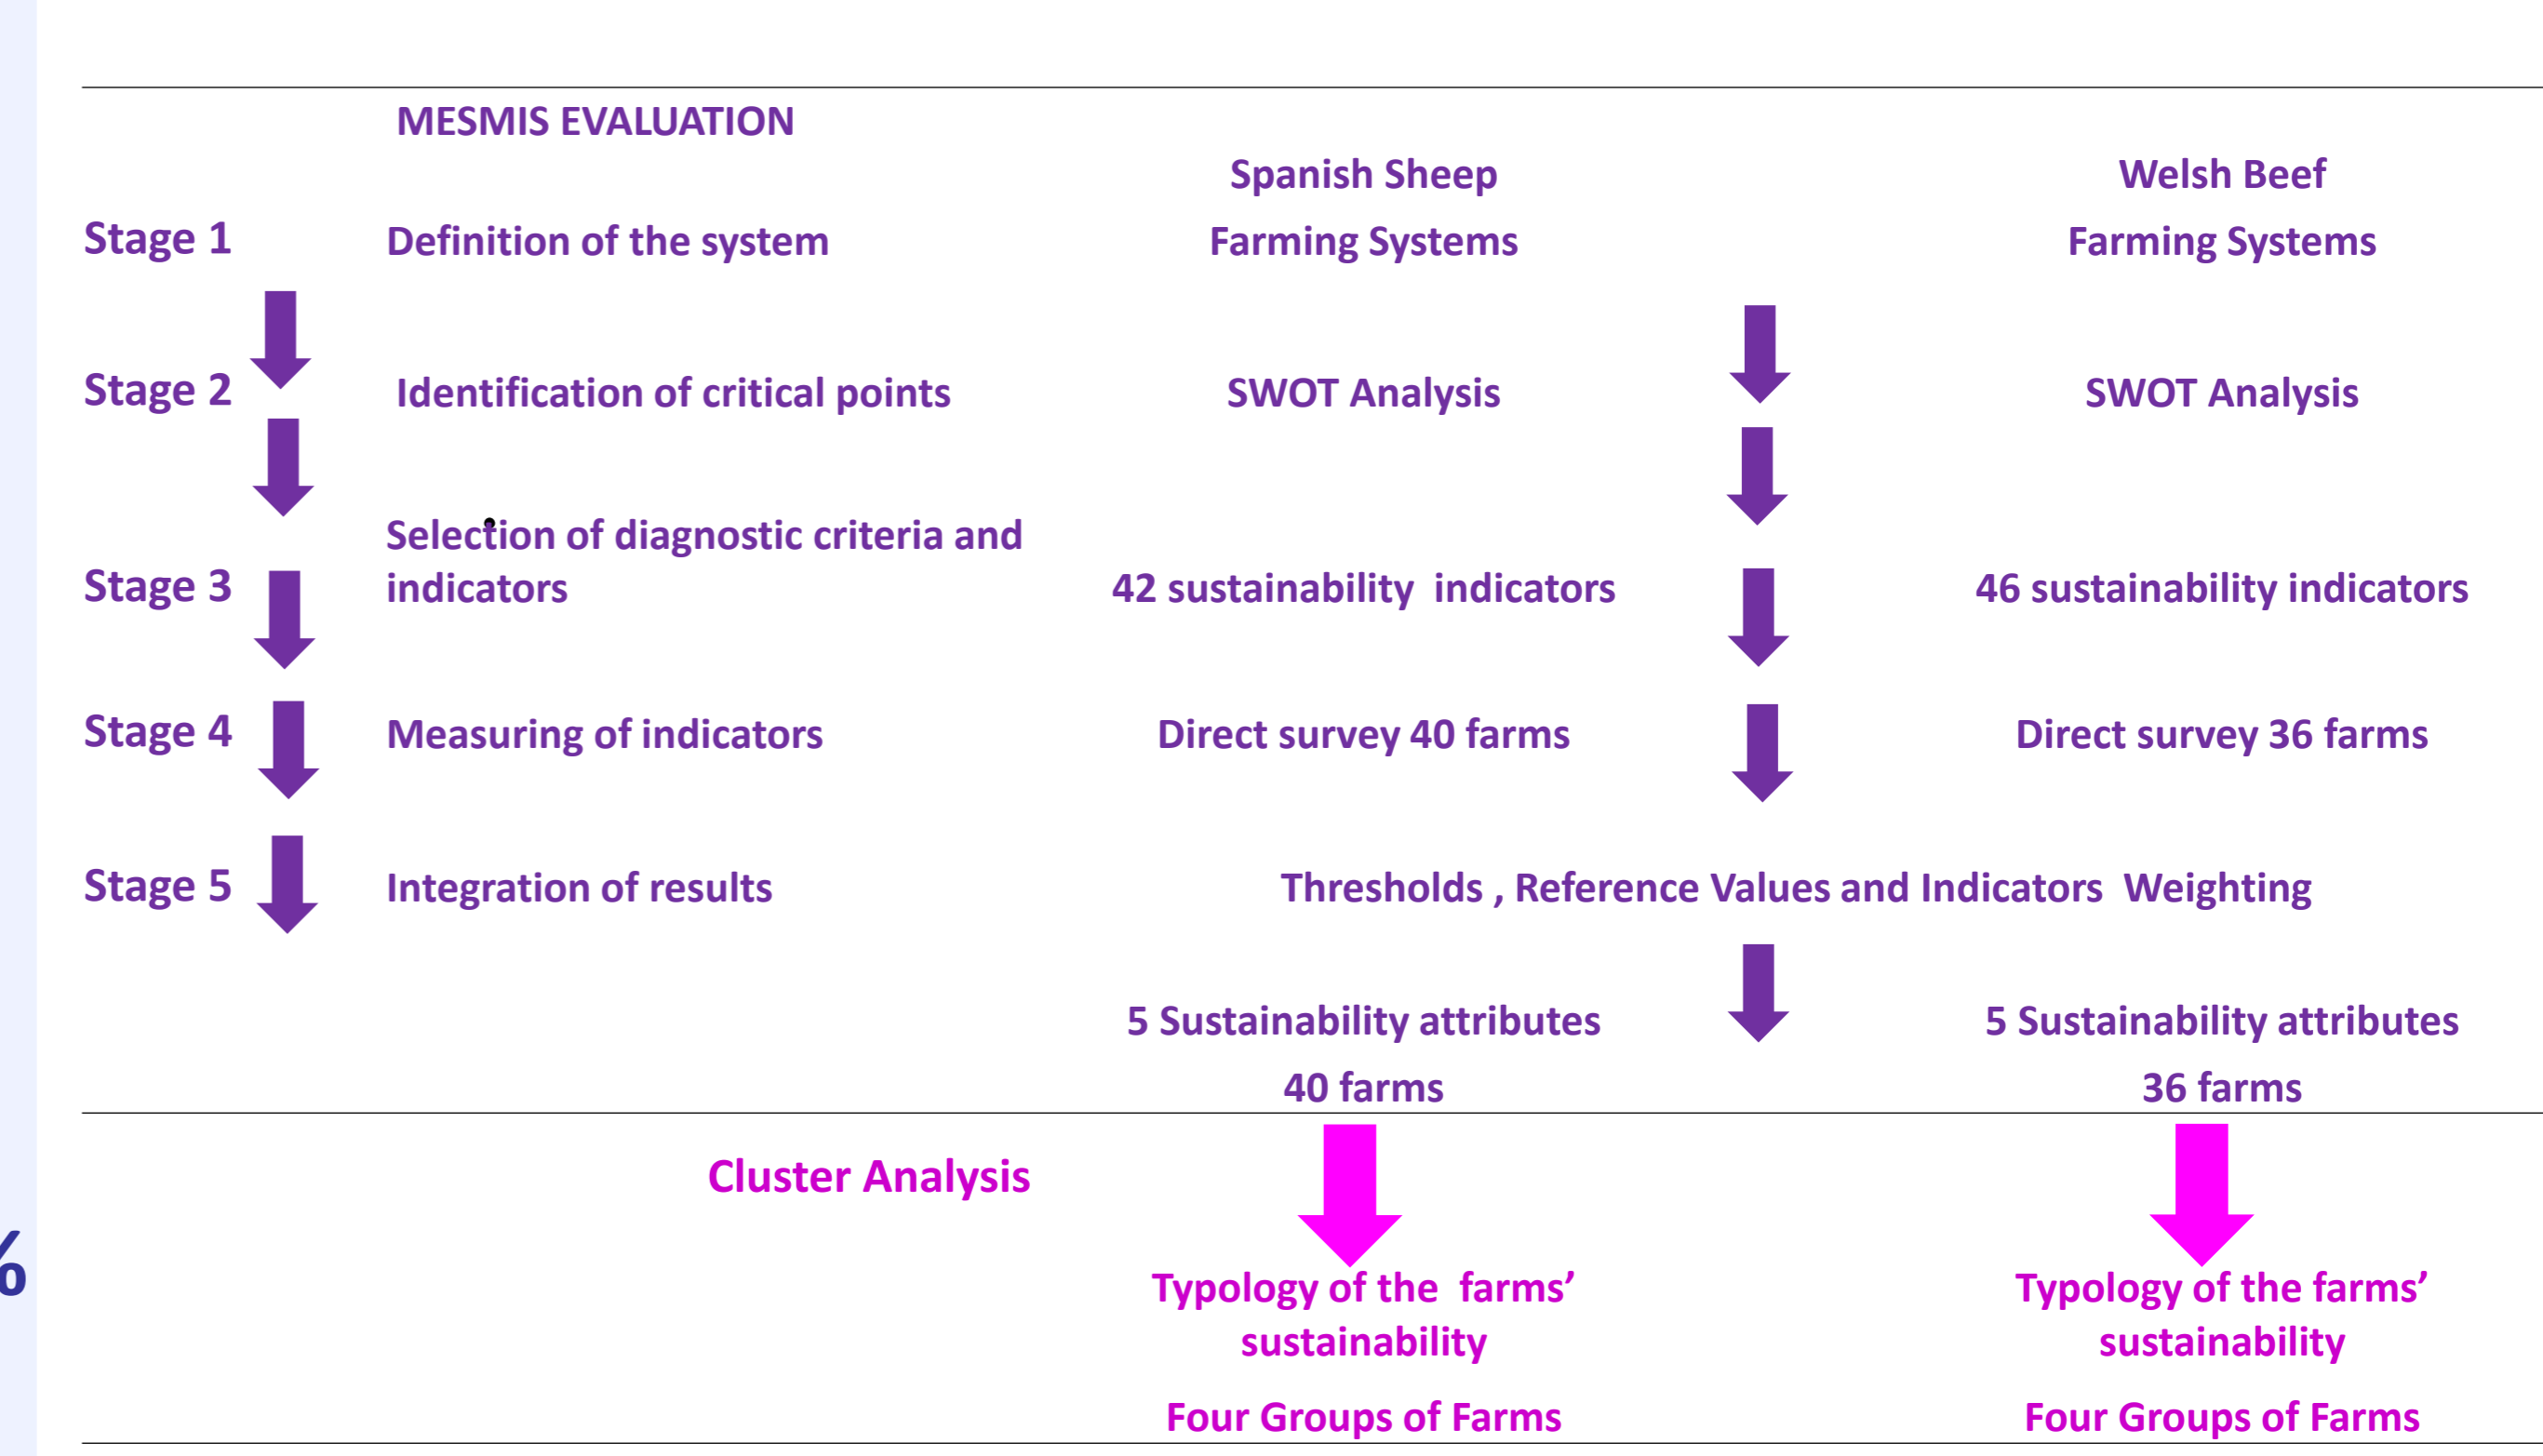 MESMIS EVALUATION
Spanish Sheep
Welsh Beef
Stage 1
Definition of the system
Farming Systems
Farming Systems
Stage 2
Identification of critical points
SWOT Analysis
SWOT Analysis
Selection of diagnostic criteria and
Stage 3
indicators
42 sustainability indicators
46 sustainability indicators
Stage 4
Measuring of indicators
Direct survey 40 farms
Direct survey 36 farms
Stage 5
Integration of results
Thresholds , Reference Values and Indicators Weighting
5 Sustainability attributes
5 Sustainability attributes
40 farms
36 farms
Cluster Analysis
%
Typology of the farms’
Typology of the farms’
sustainability
sustainability
Four Groups of Farms
Four Groups of Farms